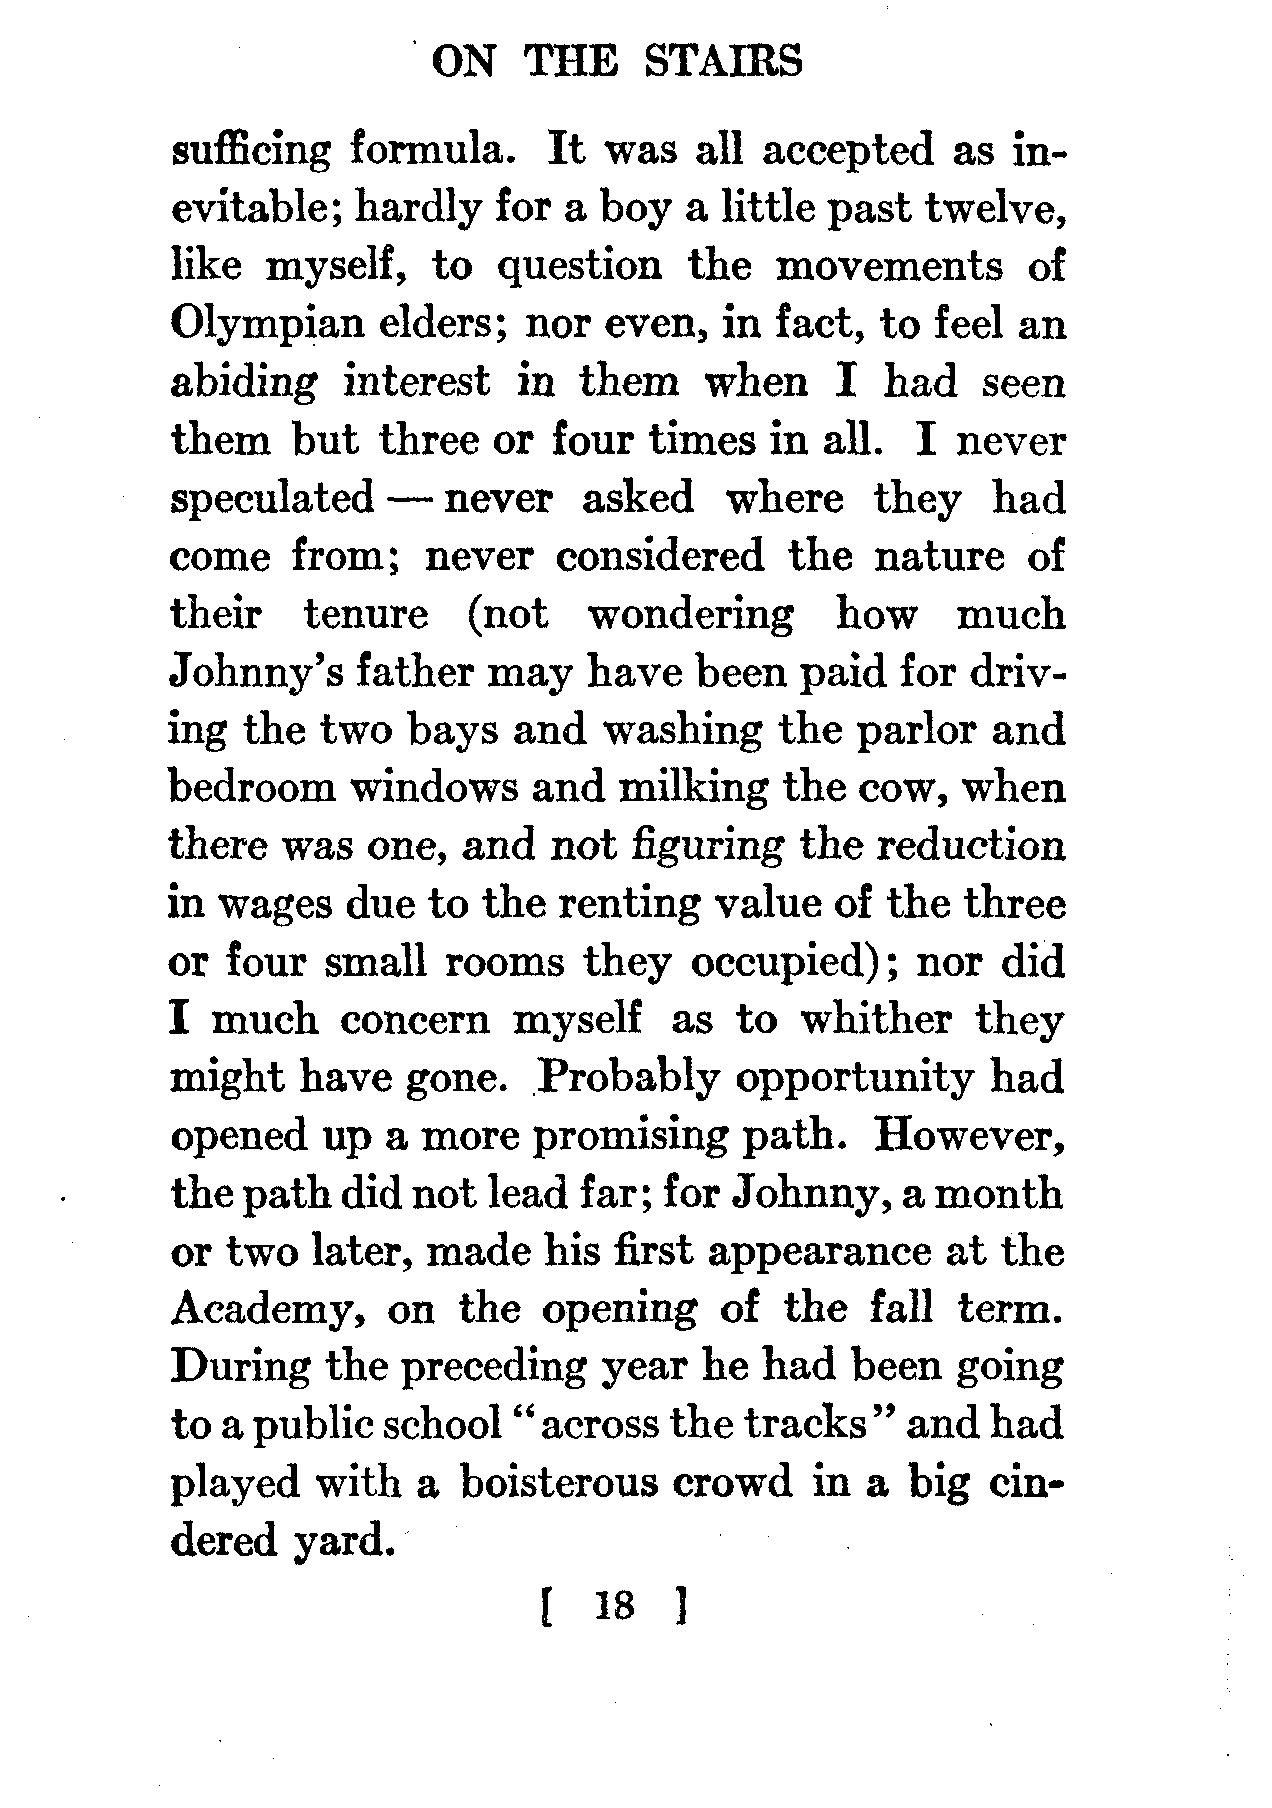 ON THE STAIRS
sufficing formula. It was all accepted as in-
evitable; hardly for a boy a little past twelve,
like myself, to question the movements of
Olympian elders; nor even, in fact, to feel an
abiding interest in them when I had seen
them but three or four times in all. I never
speculated — never asked where they had
come from; never considered the nature of
their tenure (not wondering how much
Johnny's father may have been paid for driv-
ing the two bays and washing the parlor and
bedroom windows and milking the cow, when
there was one, and not figuring the reduction
in wages due to the renting value of the three
or four small rooms they occupied); nor did
I much concern myself as to whither they
might have gone. Probably opportunity had
opened up a more promising path. However,
the path did not lead far; for Johnny, a month
or two later, made his first appearance at the
Academy, on the opening of the fall term.
During the preceding year he had been going
to a public school "across the tracks" and had
played with a boisterous crowd in a big cin-
dered yard.
[ 18 ]